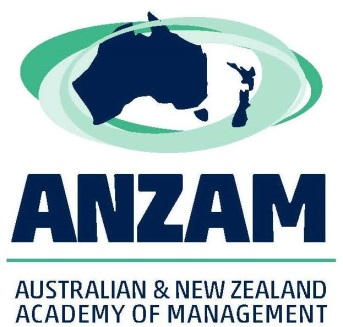 ANZAM
AUSTRALIAN & NEW ZEALAND
ACADEMY OF MANAGEMENT